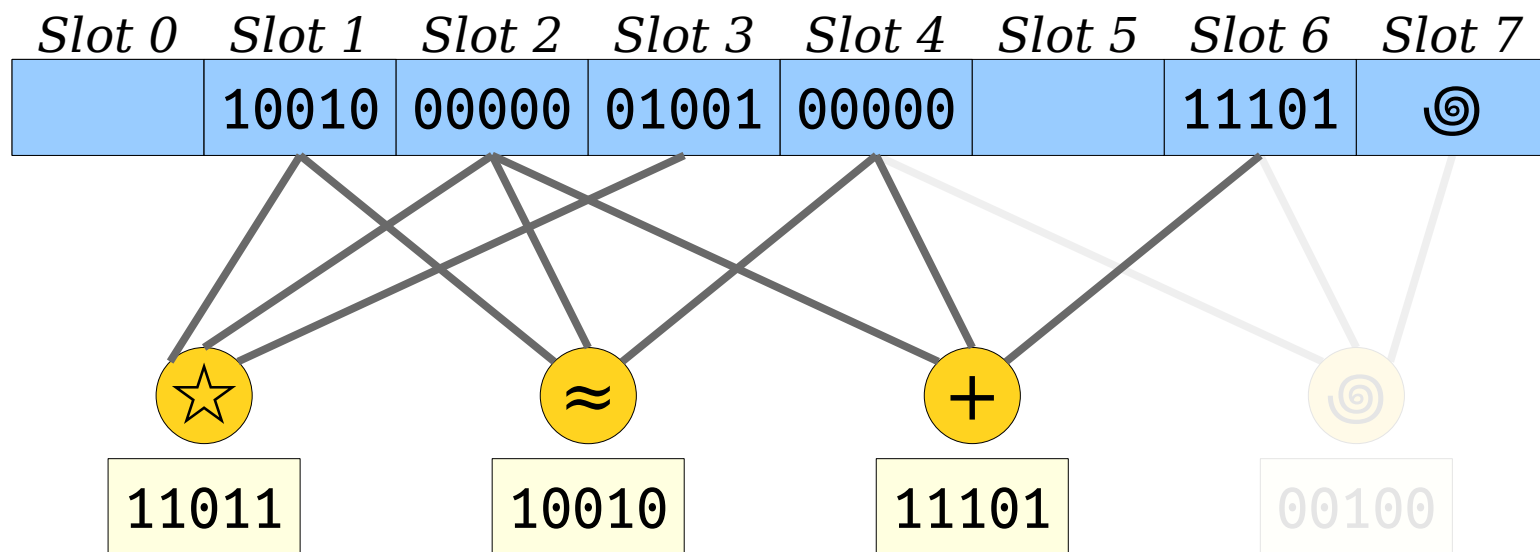 Slot 0 Slot 1 Slot 2 Slot 3 Slot 4 Slot 5 Slot 6 Slot 7
10010 00000 01001 00000 11101 ꩜
☆ ≈ + ꩜
11011 10010 11101 00100